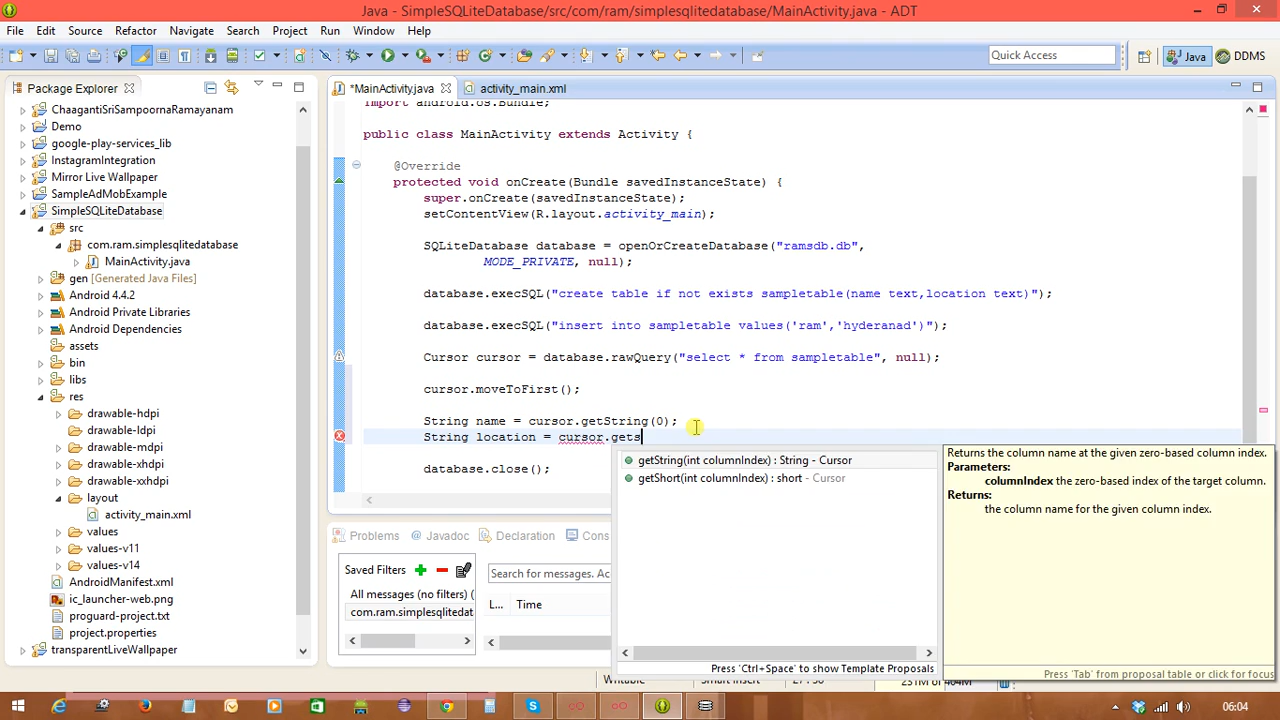 Java - SimpleSQLiteDatabase/src/com/ram/simplesqlitedatabase/MainActivity.java - ADT
File Edit Source Refactor Navigate Search Project Run Window Help
Quick Access
Java
DDMS
Package Explorer
*MainActivity.java
activity_main.xml
ChaagantiSriSampoornaRamayanam
Demo
google-play-services_lib
InstagramIntegration
Mirror Live Wallpaper
SampleAdMobExample
SimpleSQLiteDatabase
src
com.ram.simplesqlitedatabase
MainActivity.java
gen [Generated Java Files]
Android 4.4.2
Android Private Libraries
Android Dependencies
assets
bin
libs
res
drawable-hdpi
drawable-ldpi
drawable-mdpi
drawable-xhdpi
drawable-xxhdpi
layout
activity_main.xml
values
values-v11
values-v14
AndroidManifest.xml
ic_launcher-web.png
proguard-project.txt
project.properties
transparentLiveWallpaper
import android.os.Bundle;
public class MainActivity extends Activity {
@Override
protected void onCreate(Bundle savedInstanceState) {
super.onCreate(savedInstanceState);
setContentView(R.layout.activity_main);
SQLiteDatabase database = openOrCreateDatabase("ramsdb.db",
MODE_PRIVATE, null);
database.execSQL("create table if not exists sampletable(name text,location text)");
database.execSQL("insert into sampletable values('ram','hyderanad')");
Cursor cursor = database.rawQuery("select * from sampletable", null);
cursor.moveToFirst();
String name = cursor.getString(0);
String location = cursor.gets
database.close();
getString(int columnIndex) : String - Cursor
getShort(int columnIndex) : short - Cursor
Press 'Ctrl+Space' to show Template Proposals
Returns the column name at the given zero-based column index.
Parameters:
columnIndex the zero-based index of the target column.
Returns:
the column name for the given column index.
Press 'Tab' from proposal table or click for focus
Problems
Javadoc
Declaration
Cons
Saved Filters
All messages (no filters) (
com.ram.simplesqlitedat
Search for messages. Ac
L... Time
06:04